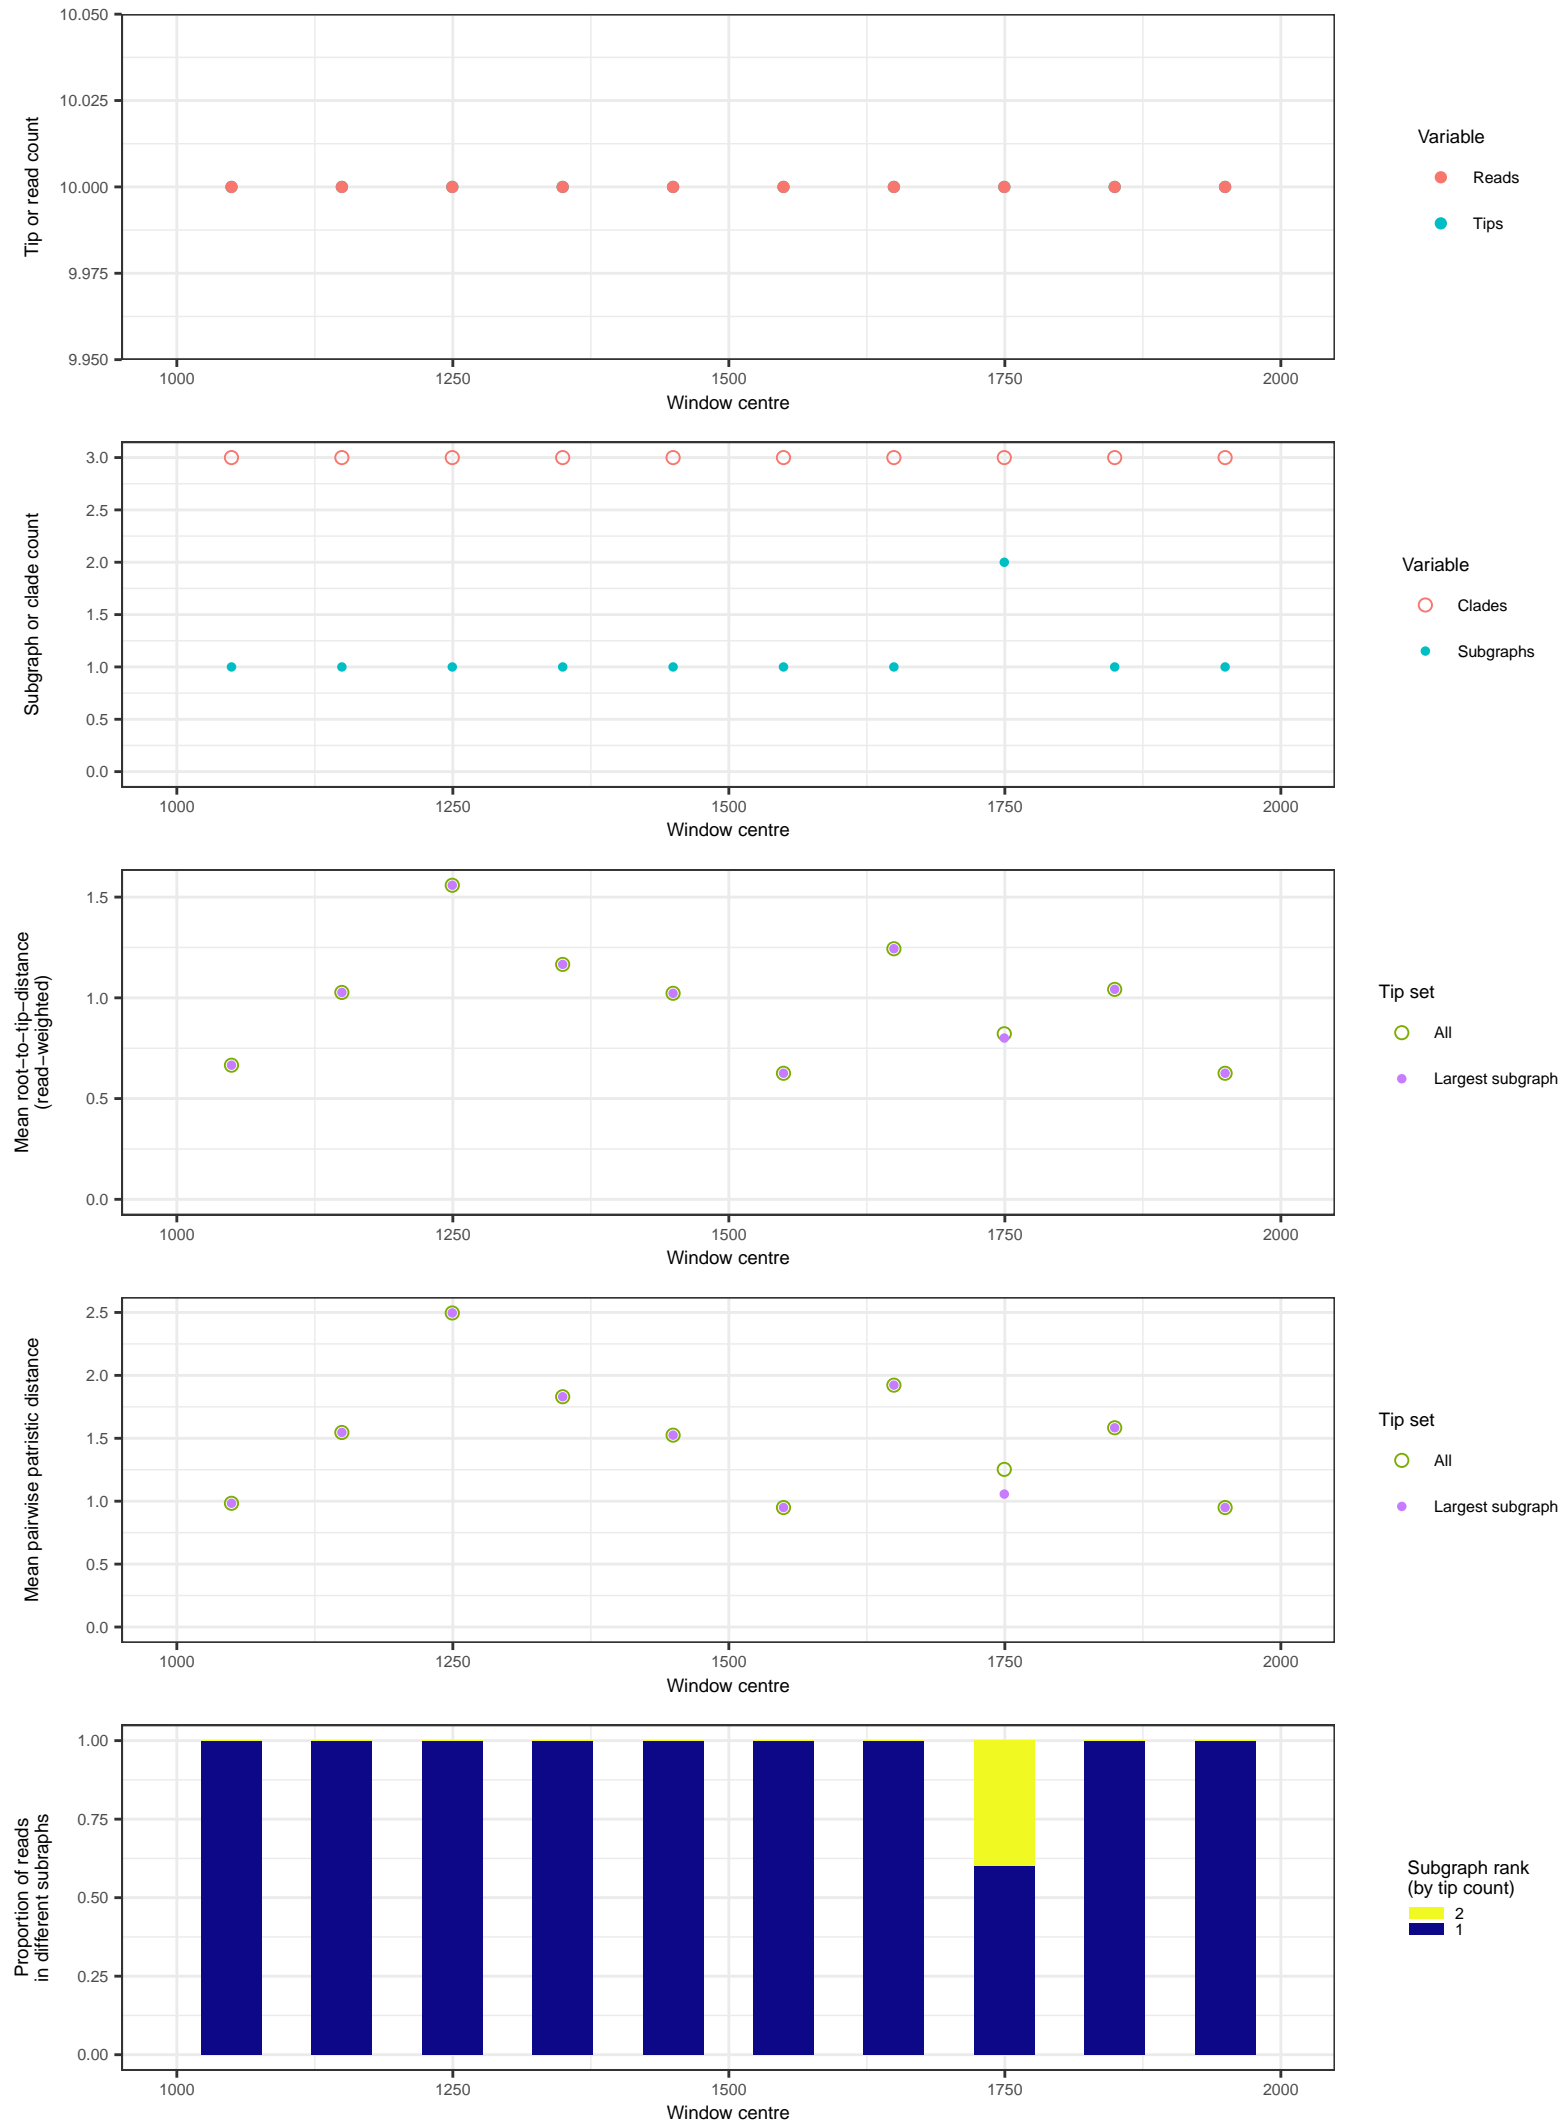 10.050
10.025
10.000
9.975
9.950
Tip or read count
1000 1250 1500 1750 2000
Window centre
Variable
Reads
Tips
3.0
2.5
2.0
1.5
1.0
0.5
0.0
Subgraph or clade count
1000 1250 1500 1750 2000
Window centre
Variable
Clades
Subgraphs
1.5
1.0
0.5
0.0
Mean root−to−tip−distance
(read−weighted)
1000 1250 1500 1750 2000
Window centre
Tip set
All
Largest subgraph
2.5
2.0
1.5
1.0
0.5
0.0
Mean pairwise patristic distance
1000 1250 1500 1750 2000
Window centre
Tip set
All
Largest subgraph
1.00
0.75
0.50
0.25
0.00
Proportion of reads
in different subraphs
1000 1250 1500 1750 2000
Window centre
Subgraph rank
(by tip count)
2
1